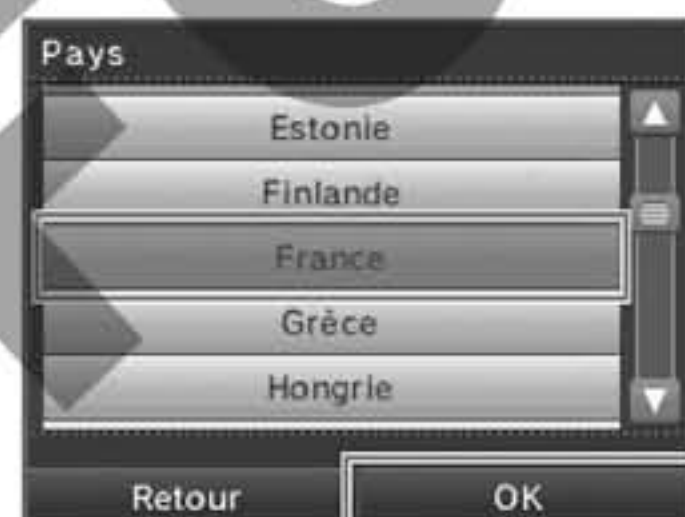 Pays
Estonie
Finlande
France
Grèce
Hongrie
Retour
OK